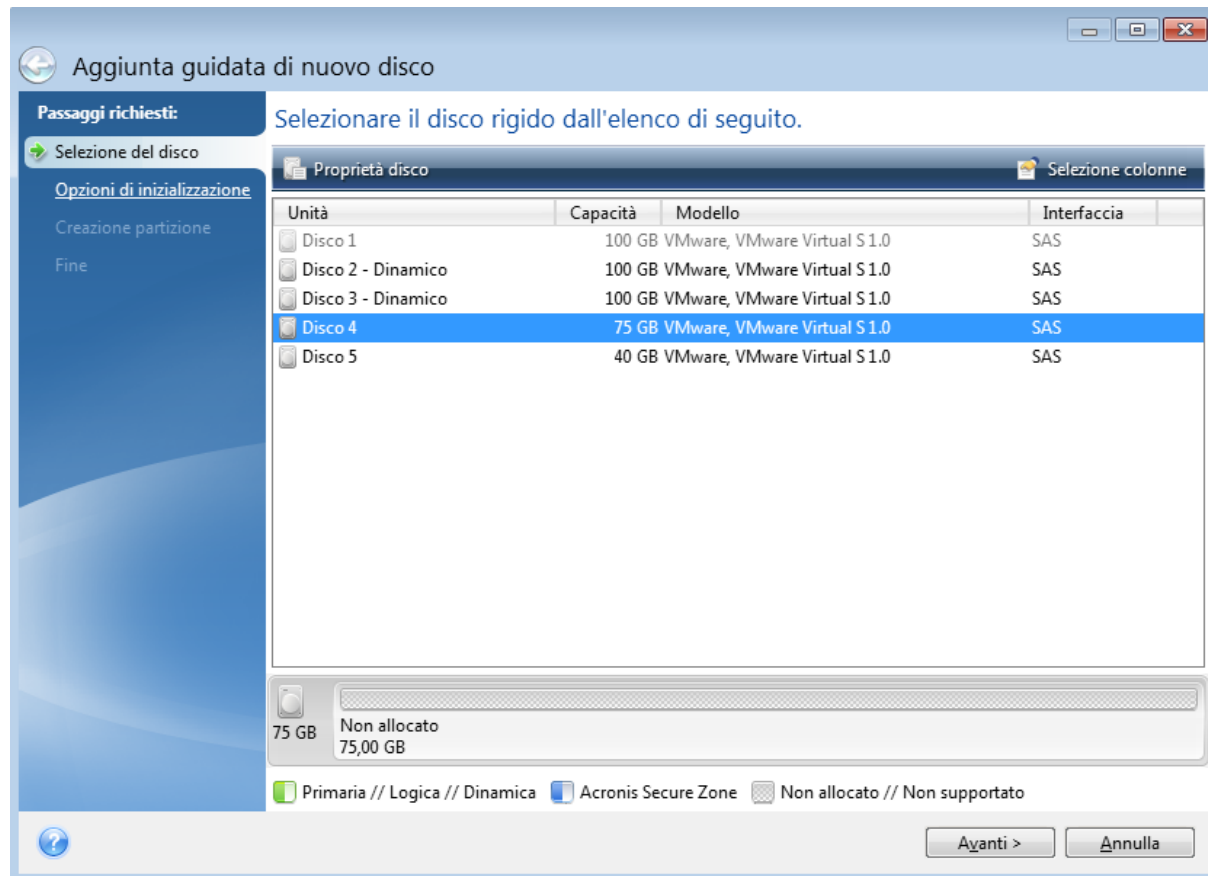 Aggiunta guidata di nuovo disco
Passaggi richiesti:
Selezione del disco
Opzioni di inizializzazione
Creazione partizione
Fine
Selezionare il disco rigido dall'elenco di seguito.
Proprietà disco Selezione colonne
Unità Capacità Modello Interfaccia
Disco 1 100 GB VMware, VMware Virtual S 1.0 SAS
Disco 2 - Dinamico 100 GB VMware, VMware Virtual S 1.0 SAS
Disco 3 - Dinamico 100 GB VMware, VMware Virtual S 1.0 SAS
Disco 4 75 GB VMware, VMware Virtual S 1.0 SAS
Disco 5 40 GB VMware, VMware Virtual S 1.0 SAS
75 GB
Non allocato
75,00 GB
Primaria // Logica // Dinamica Acronis Secure Zone Non allocato // Non supportato
Avanti > Annulla